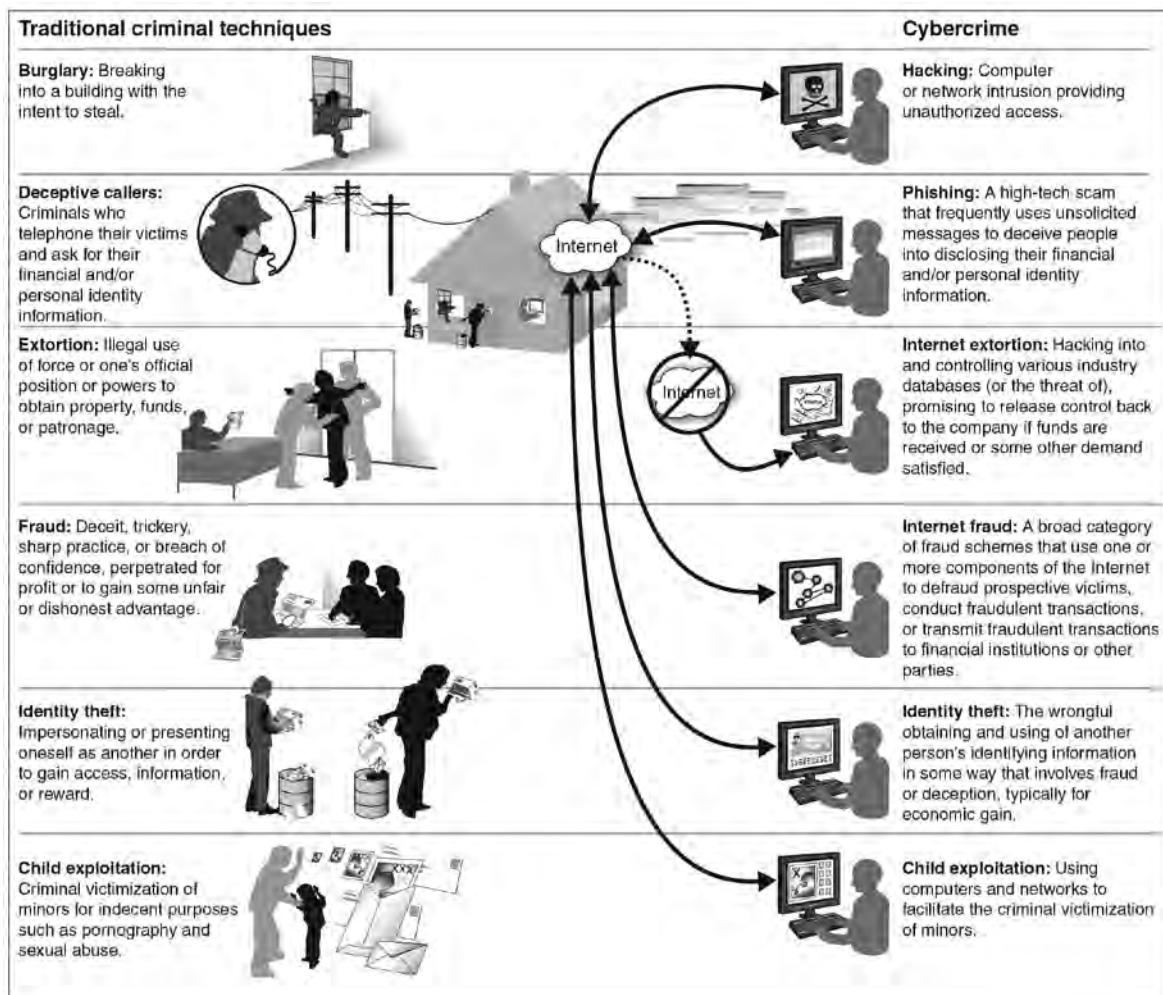 Traditional criminal techniques
Cybercrime
Burglary: Breaking
into a building with the
intent to steal.
Hacking: Computer
or network intrusion providing
unauthorized access.
Deceptive callers:
Criminals who
telephone their victims
and ask for their
financial and/or
personal identity
information.
Internet
Phishing: A high-tech scam
that frequently uses unsolicited
messages to deceive people
into disclosing their financial
and/or personal identity
information.
Extortion: Illegal use
of force or one's official
position or powers to
obtain property, funds,
or patronage.
Internet
Internet extortion: Hacking into
and controlling various industry
databases (or the threat of),
promising to release control back
to the company if funds are
received or some other demand
satisfied.
Fraud: Deceit, trickery,
sharp practice, or breach of
confidence, perpetrated for
profit or to gain some unfair
or dishonest advantage.
Internet fraud: A broad category
of fraud schemes that use one or
more components of the Internet
to defraud prospective victims,
conduct fraudulent transactions,
or transmit fraudulent transactions
to financial institutions or other
parties.
Identity theft:
Impersonating or presenting
oneself as another in order
to gain access, information,
or reward.
Identity theft: The wrongful
obtaining and using of another
person's identifying information
in some way that involves fraud
or deception, typically for
economic gain.
Child exploitation:
Criminal victimization of
minors for indecent purposes
such as pornography and
sexual abuse.
XXX
Child exploitation: Using
computers and networks to
facilitate the criminal victimization
of minors.